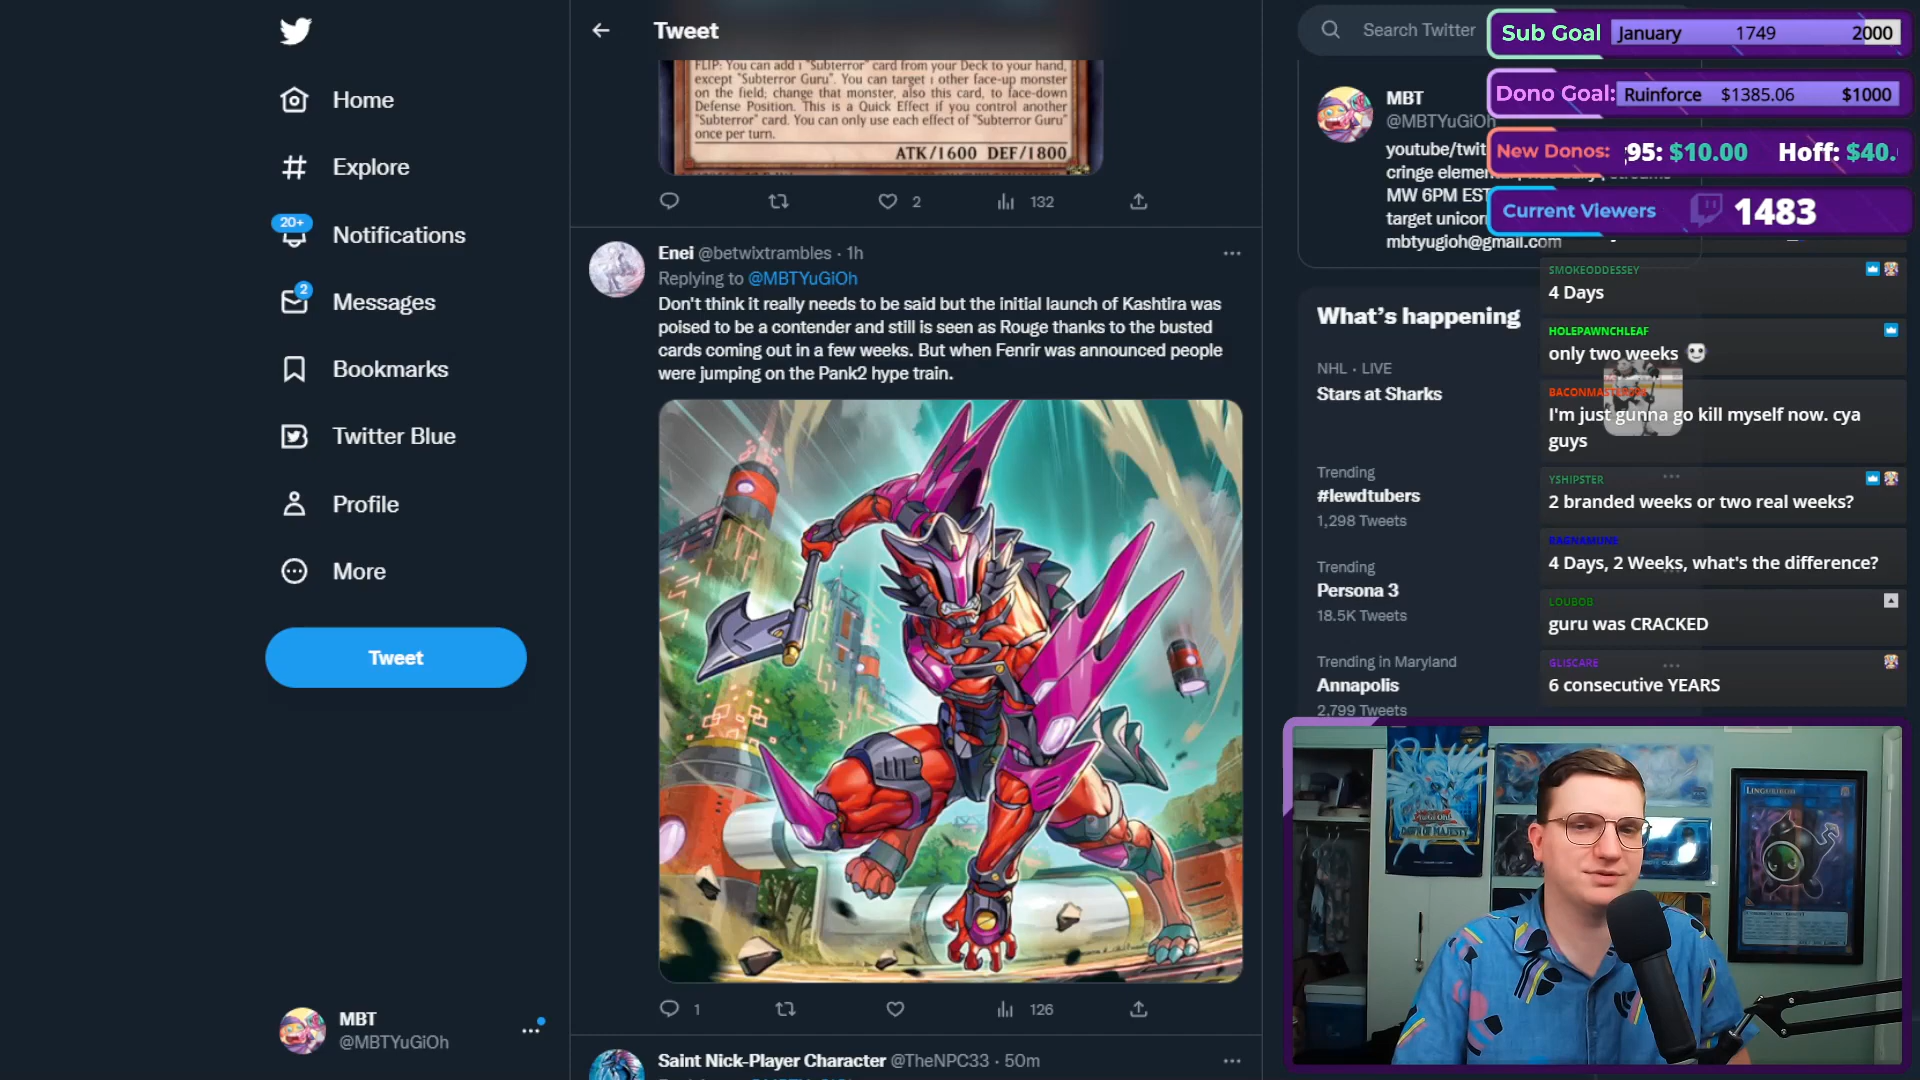 Home
Explore
20+
Notifications
2
Messages
Bookmarks
Twitter Blue
Profile
More
Tweet
MBT
@MBTYuGiOh
Tweet
FLIP: You can add 1 "Subterror" card from your Deck to your hand,
except "Subterror Guru". You can target 1 other face-up monster
on the field; change that monster, also this card, to face-down
Defense Position. This is a Quick Effect if you control another
"Subterror" card. You can only use each effect of "Subterror Guru"
once per turn.
ATK/1600 DEF/1800
2
132
Enei @betwixtrambles · 1h
Replying to @MBTYuGiOh
Don't think it really needs to be said but the initial launch of Kashtira was
poised to be a contender and still is seen as Rouge thanks to the busted
cards coming out in a few weeks. But when Fenrir was announced people
were jumping on the Pank2 hype train.
1
126
Saint Nick-Player Character @TheNPC33 · 50m
Search Twitter
MBT
@MBTYuGiOh
youtube/twit
MW 6PM EST
target unicor
mbtyugioh@gmail.com
What's happening
NHL · LIVE
Stars at Sharks
Trending
#lewdtubers
1,298 Tweets
Trending
Persona 3
18.5K Tweets
Trending in Maryland
Annapolis
2,799 Tweets
Sub Goal January 1749 2000
Dono Goal: Ruinforce $1385.06 $1000
New Donos: 95: $10.00 Hoff: $40.
Current Viewers 1483
SMOKEODDESSEY
4 Days
HOLEPAWNCHLEAF
only two weeks
I'm just gunna go kill myself now. cya
guys
YSHIPSTER
2 branded weeks or two real weeks?
RAGNAMUNE
4 Days, 2 Weeks, what's the difference?
LOUBOB
guru was CRACKED
GLISCARE
6 consecutive YEARS
DAWN OF MAJESTY
LINGURIBOH